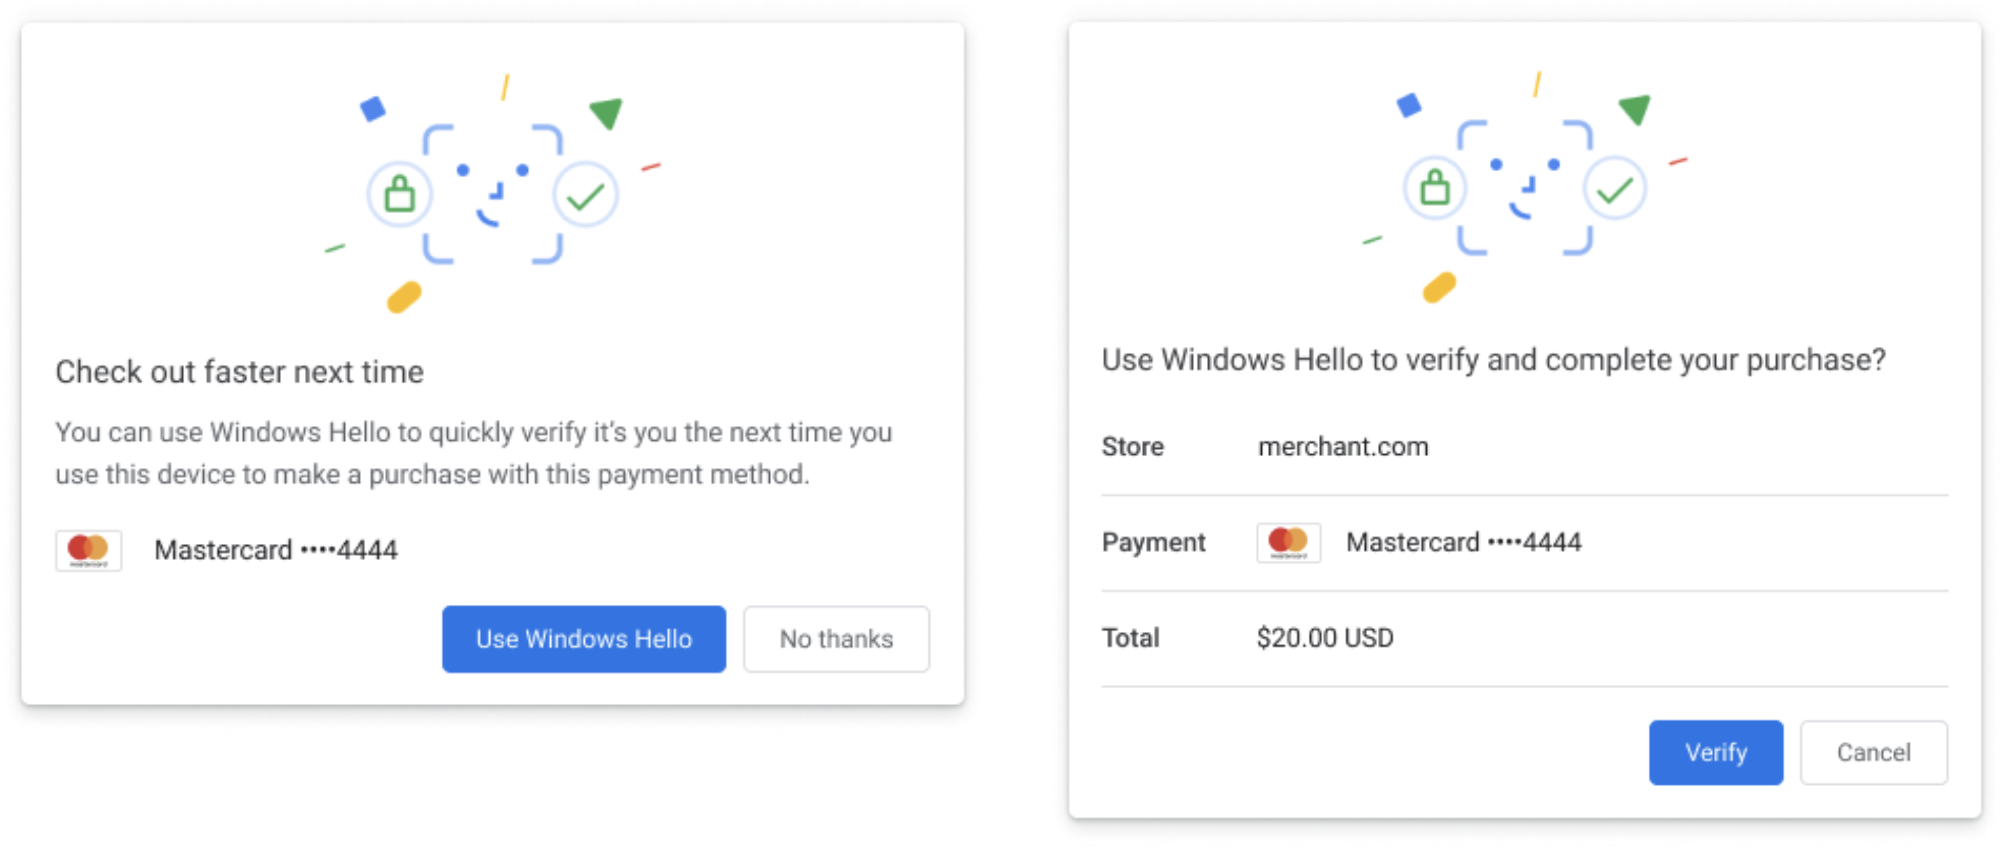 Check out faster next time
You can use Windows Hello to quickly verify it's you the next time you
use this device to make a purchase with this payment method.
mastercard
Mastercard ••••4444
Use Windows Hello
No thanks
Use Windows Hello to verify and complete your purchase?
Store merchant.com
Payment mastercard Mastercard ••••4444
Total $20.00 USD
Verify
Cancel